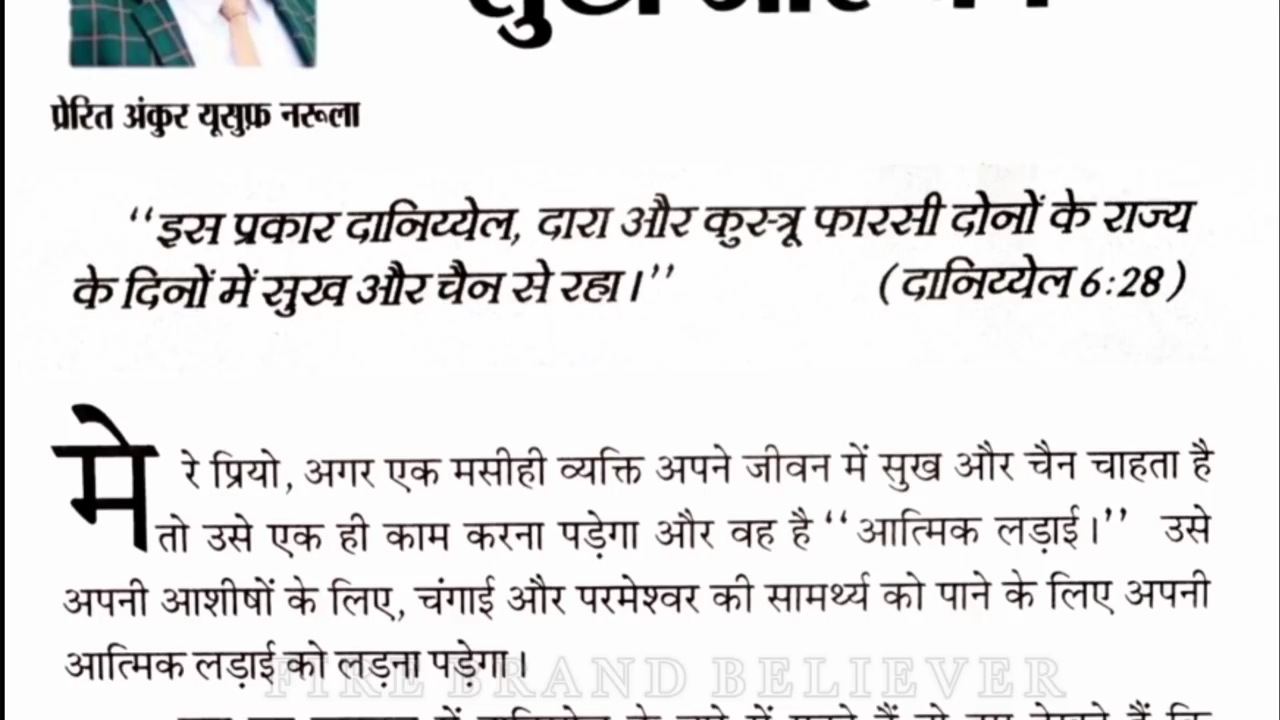 प्रेरित अंकुर यूसुफ़ नरूला
‘‘इस प्रकार दानिय्येल, दारा और कुस्त्रू फारसी दोनों के राज्य
के दिनों में सुख और चैन से रहा।’’ (दानिय्येल 6:28)
मेरे प्रियो, अगर एक मसीही व्यक्ति अपने जीवन में सुख और चैन चाहता है
तो उसे एक ही काम करना पड़ेगा और वह है ‘‘आत्मिक लड़ाई।’’ उसे
अपनी आशीषों के लिए, चंगाई और परमेश्वर की सामर्थ्य को पाने के लिए अपनी
आत्मिक लड़ाई को लड़ना पड़ेगा।
FIRE BRAND BELIEVER